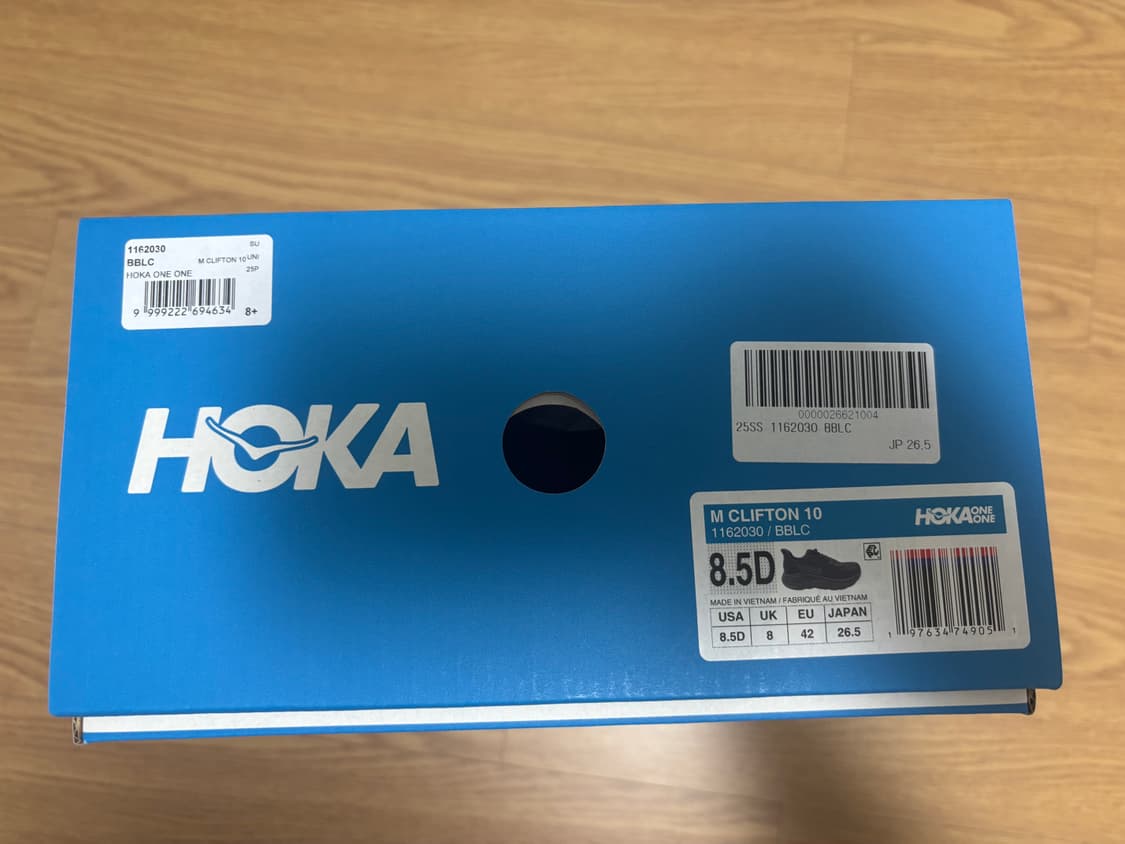 1162030 SU
BBLC M CLIFTON 10 UNI
HOKA ONE ONE 25P
9 999222 694634 8+
HOKA
0000026621004
25SS 1162030 BBLC
JP 26.5
M CLIFTON 10 HOKA ONE ONE
1162030 / BBLC
8.5D
MADE IN VIETNAM / FABRIQUÉ AU VIETNAM
USA UK EU JAPAN
8.5D 8 42 26.5
1 97634 74905 1